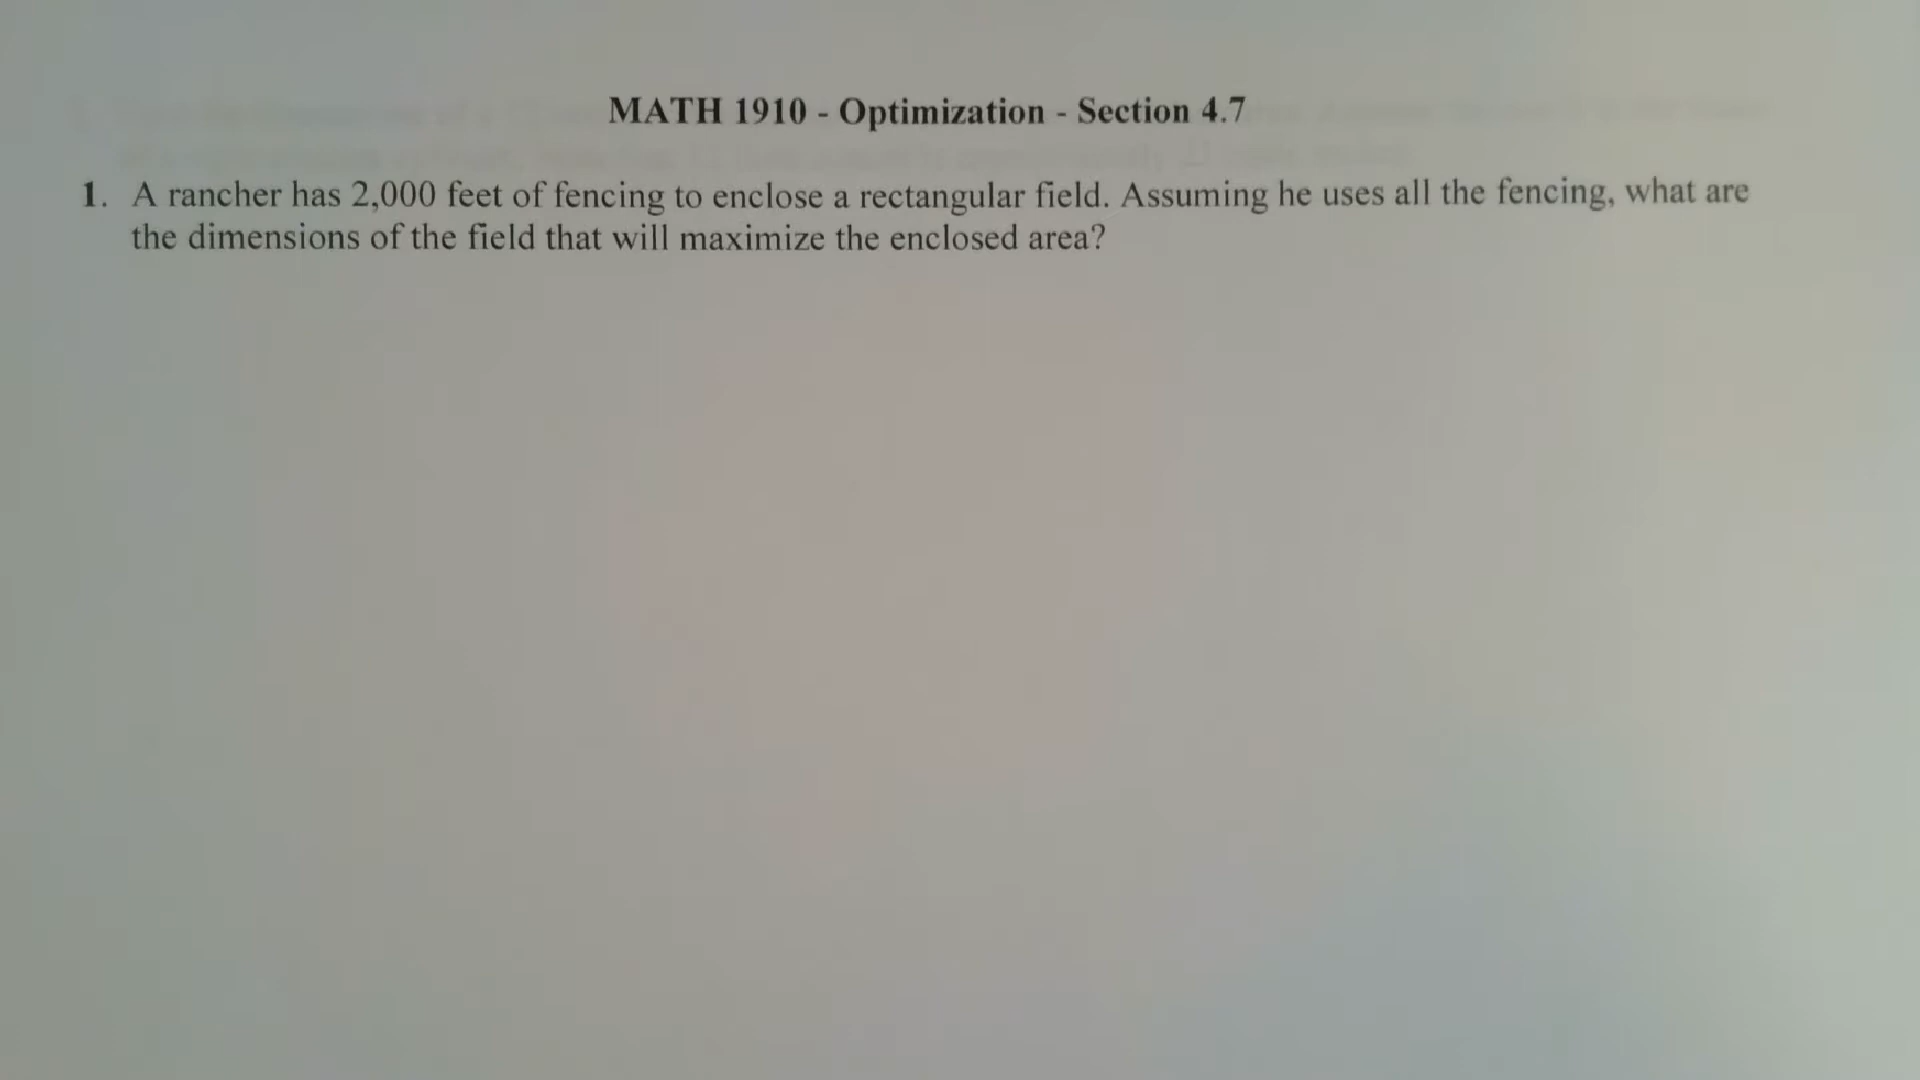 MATH 1910 - Optimization - Section 4.7
1. A rancher has 2,000 feet of fencing to enclose a rectangular field. Assuming he uses all the fencing, what are
the dimensions of the field that will maximize the enclosed area?